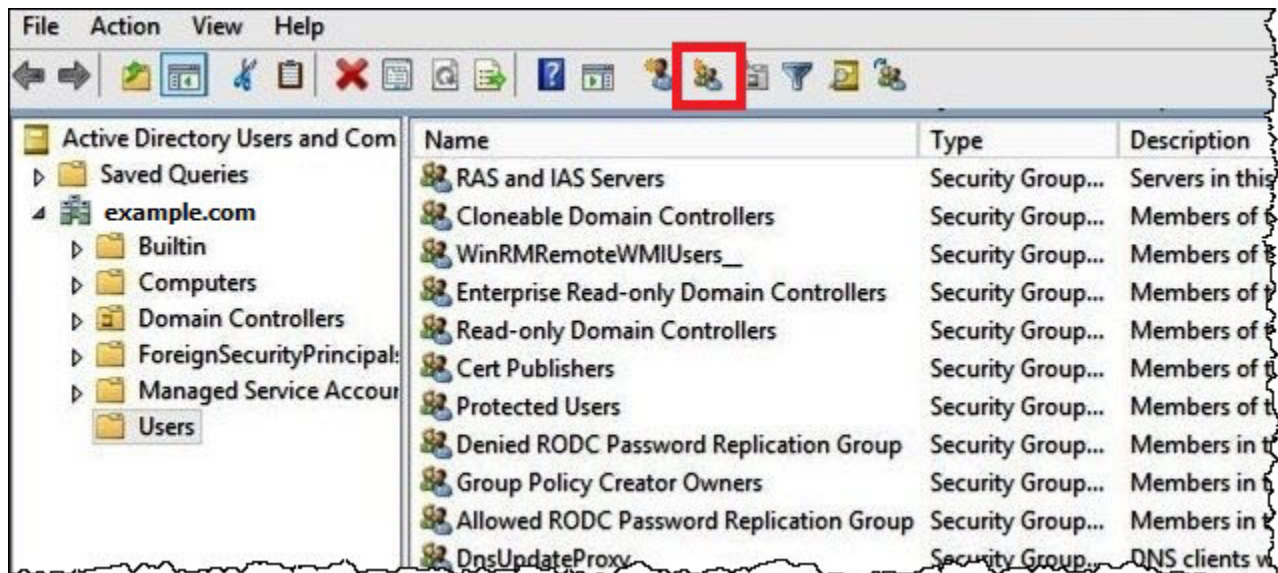 File Action View Help
Active Directory Users and Com
Saved Queries
example.com
Builtin
Computers
Domain Controllers
ForeignSecurityPrincipals
Managed Service Accour
Users
Name Type Description
RAS and IAS Servers Security Group... Servers in this
Cloneable Domain Controllers Security Group... Members of
WinRMRemoteWMIUsers__ Security Group... Members of
Enterprise Read-only Domain Controllers Security Group... Members of
Read-only Domain Controllers Security Group... Members of
Cert Publishers Security Group... Members of
Protected Users Security Group... Members of
Denied RODC Password Replication Group Security Group... Members in
Group Policy Creator Owners Security Group... Members in
Allowed RODC Password Replication Group Security Group... Members in
DnsUpdateProxy Security Group... DNS clients